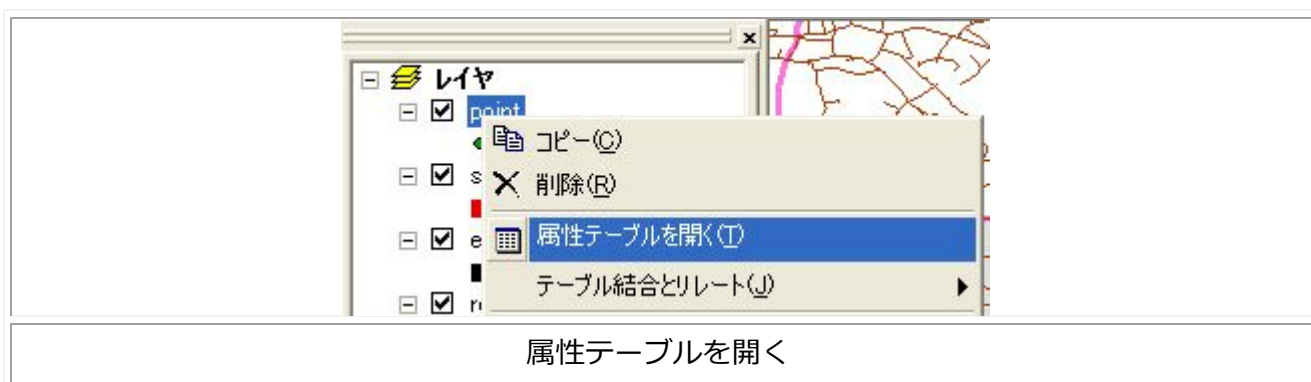 レイヤ
point
コピー(C)
削除(R)
属性テーブルを開く(T)
テーブル結合とリレート(J)
属性テーブルを開く